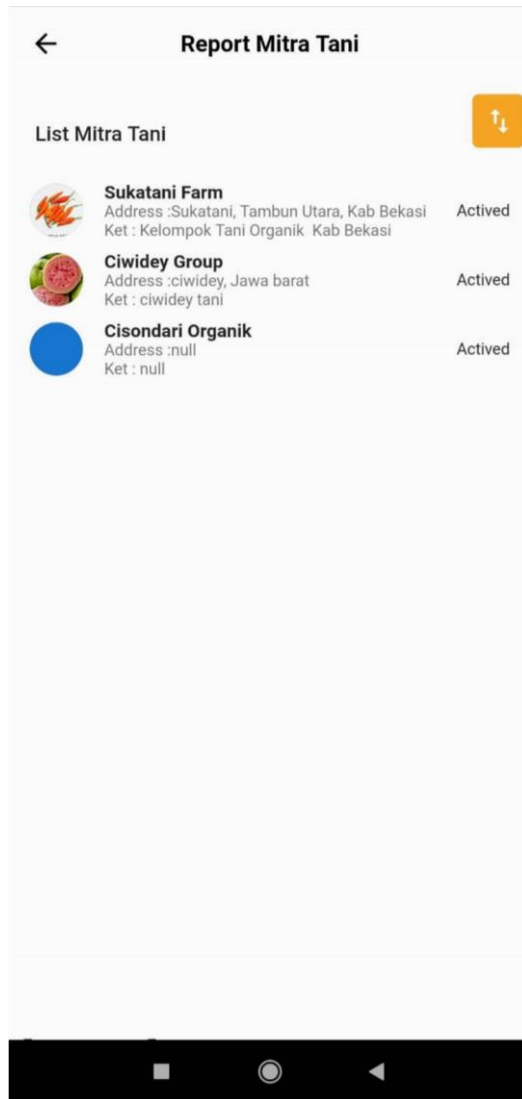 Report Mitra Tani
List Mitra Tani
Sukatani Farm
Address :Sukatani, Tambun Utara, Kab Bekasi
Actived
Ket : Kelompok Tani Organik  Kab Bekasi
Ciwidey Group
Address :ciwidey, Jawa barat
Actived
Ket : ciwidey tani
Cisondari Organik
Address :null
Actived
Ket : null